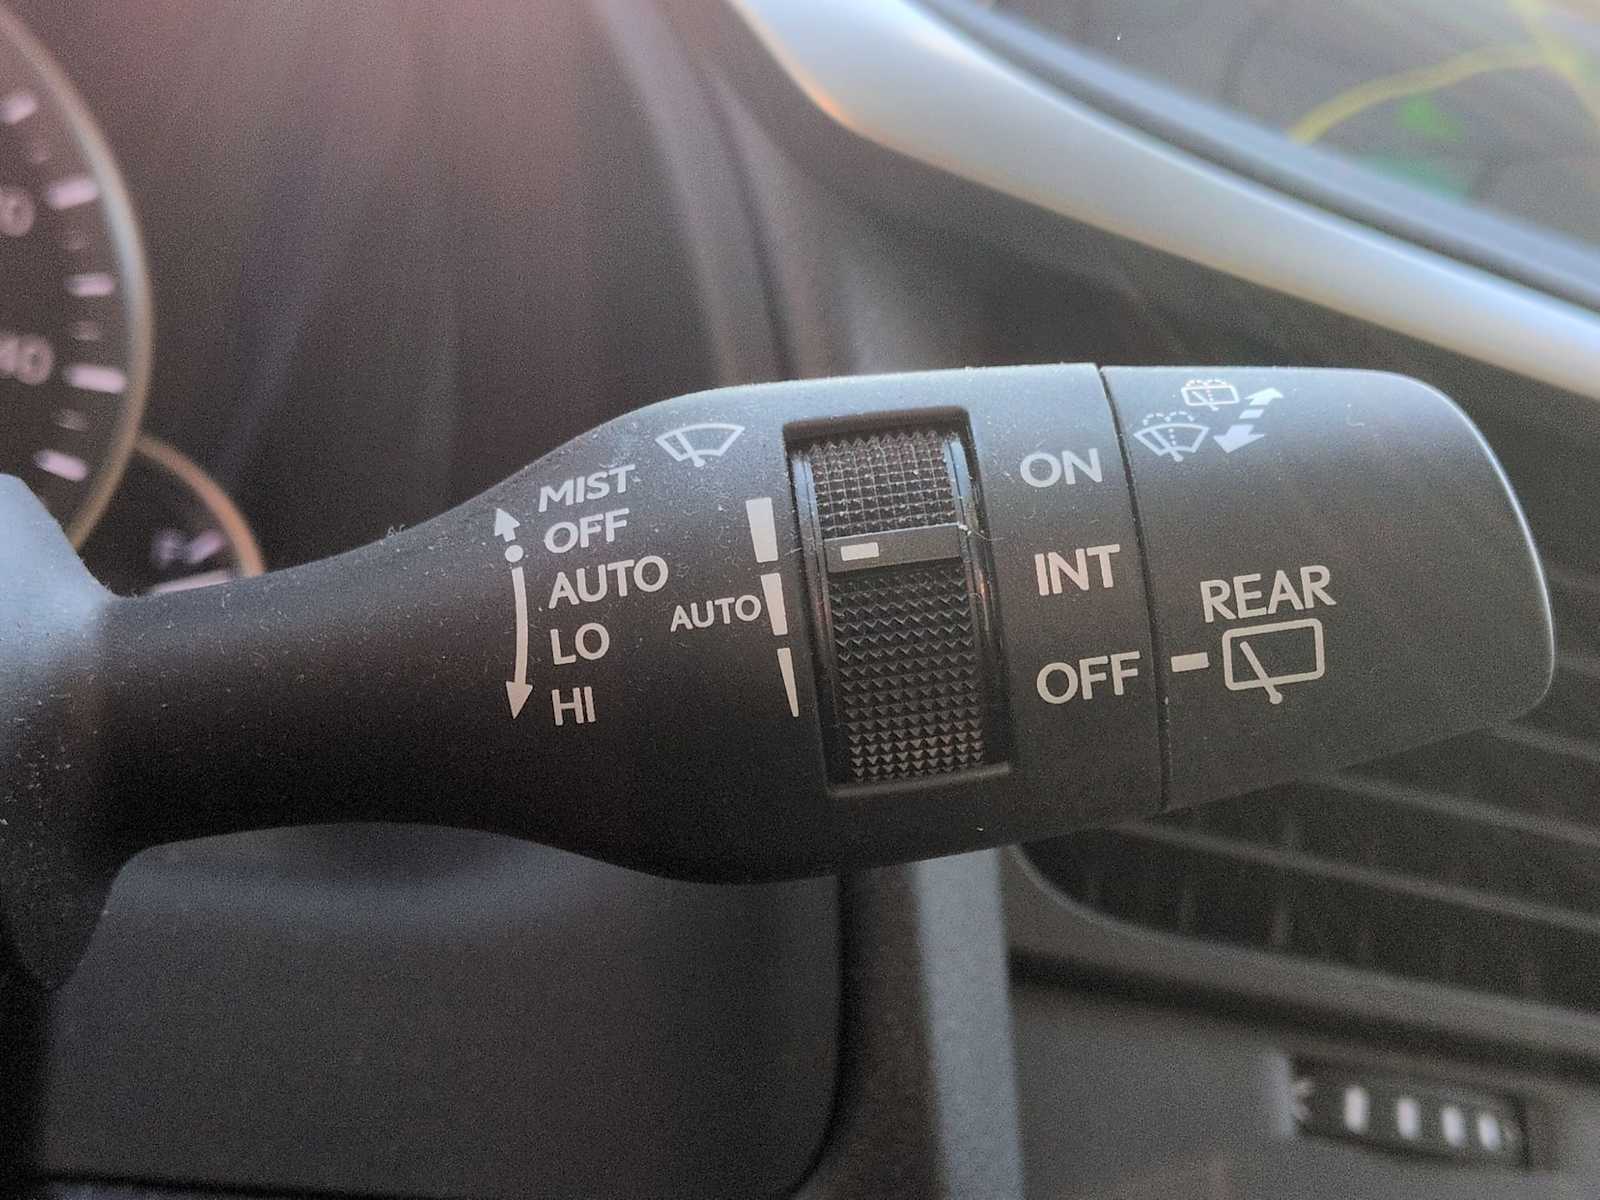 MIST
OFF
AUTO
LO
HI
AUTO
ON
INT
OFF
REAR